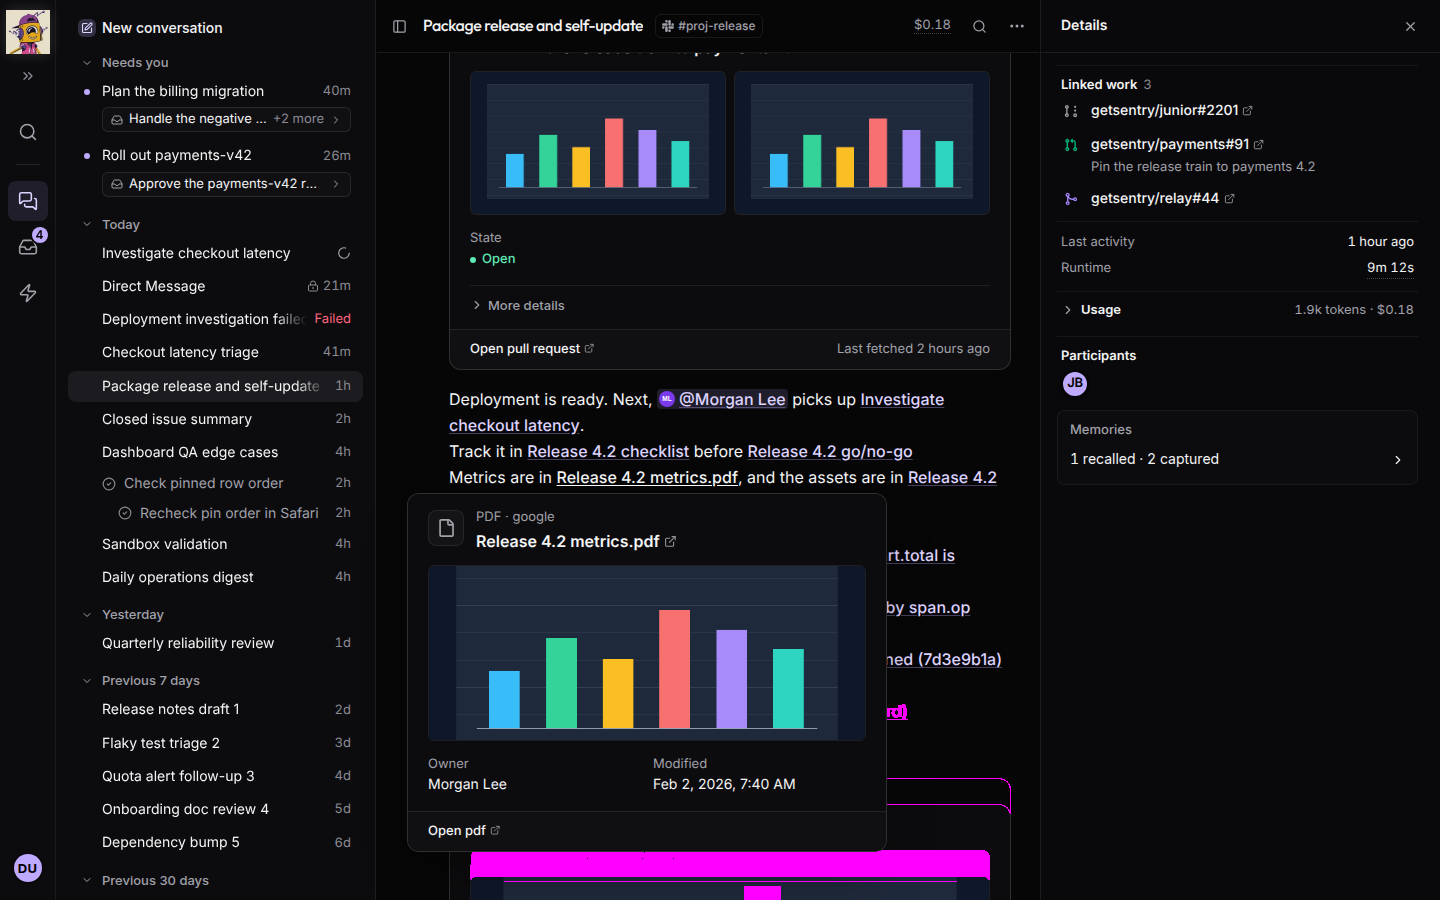 New conversation
Needs you
Plan the billing migration 40m
Handle the negative ... +2 more
Roll out payments-v42 26m
Approve the payments-v42 r...
Today
4
Investigate checkout latency
Direct Message 21m
Deployment investigation failed Failed
Checkout latency triage 41m
Package release and self-update 1h
Closed issue summary 2h
Dashboard QA edge cases 4h
Check pinned row order 2h
Recheck pin order in Safari 2h
Sandbox validation 4h
Daily operations digest 4h
Yesterday
Quarterly reliability review 1d
Previous 7 days
Release notes draft 1 2d
Flaky test triage 2 3d
Quota alert follow-up 3 4d
Onboarding doc review 4 5d
Dependency bump 5 6d
DU
Previous 30 days
Package release and self-update #proj-release $0.18
State
Open
More details
Open pull request Last fetched 2 hours ago
Deployment is ready. Next, ML @Morgan Lee picks up Investigate
checkout latency.
Track it in Release 4.2 checklist before Release 4.2 go/no-go
Metrics are in Release 4.2 metrics.pdf, and the assets are in Release 4.2
PDF · google
Release 4.2 metrics.pdf
rt.total is
by span.op
ned (7d3e9b1a)
Owner Modified
Morgan Lee Feb 2, 2026, 7:40 AM
Open pdf
Details
Linked work 3
getsentry/junior#2201
getsentry/payments#91
Pin the release train to payments 4.2
getsentry/relay#44
Last activity 1 hour ago
Runtime 9m 12s
Usage 1.9k tokens · $0.18
Participants
JB
Memories
1 recalled · 2 captured